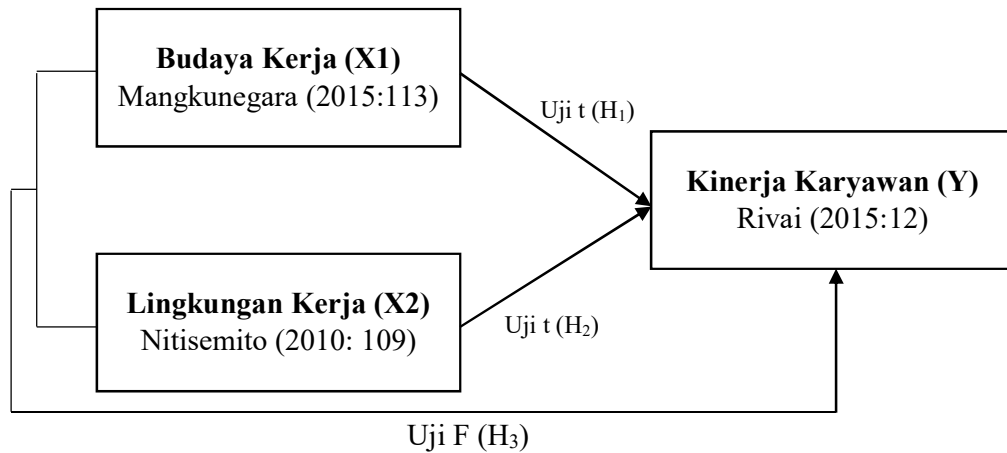 Budaya Kerja (X1)
Mangkunegara (2015:113)
Uji t (H₁)
Kinerja Karyawan (Y)
Rivai (2015:12)
Lingkungan Kerja (X2)
Nitisemito (2010: 109)
Uji t (H₂)
Uji F (H₃)